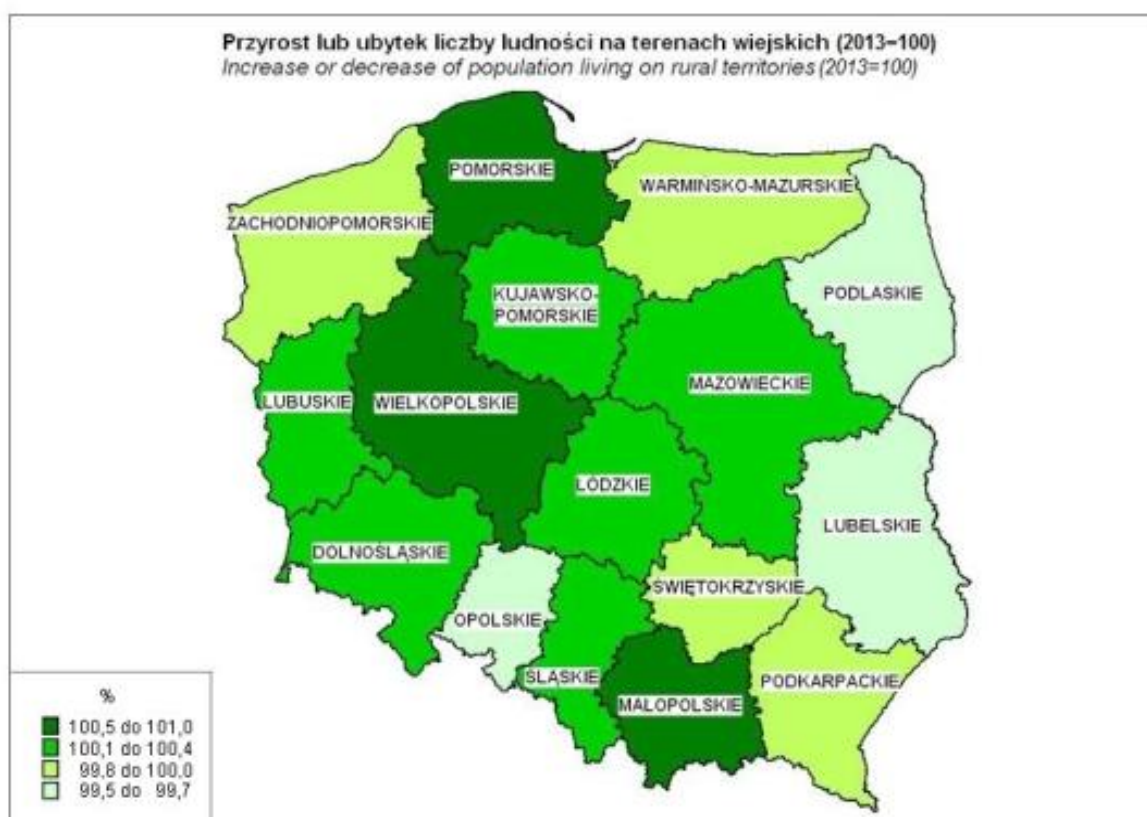 Przyrost lub ubytek liczby ludności na terenach wiejskich (2013=100)
Increase or decrease of population living on rural territories (2013=100)
POMORSKIE
WARMIŃSKO-MAZURSKIE
ZACHODNIOPOMORSKIE
PODLASKIE
KUJAWSKO-
POMORSKIE
MAZOWIECKIE
LUBUSKIE
WIELKOPOLSKIE
ŁÓDZKIE
LUBELSKIE
DOLNOŚLĄSKIE
ŚWIĘTOKRZYSKIE
OPOLSKIE
ŚLĄSKIE
PODKARPACKIE
MAŁOPOLSKIE
%
100,5 do 101,0
100,1 do 100,4
99,8 do 100,0
99,5 do 99,7